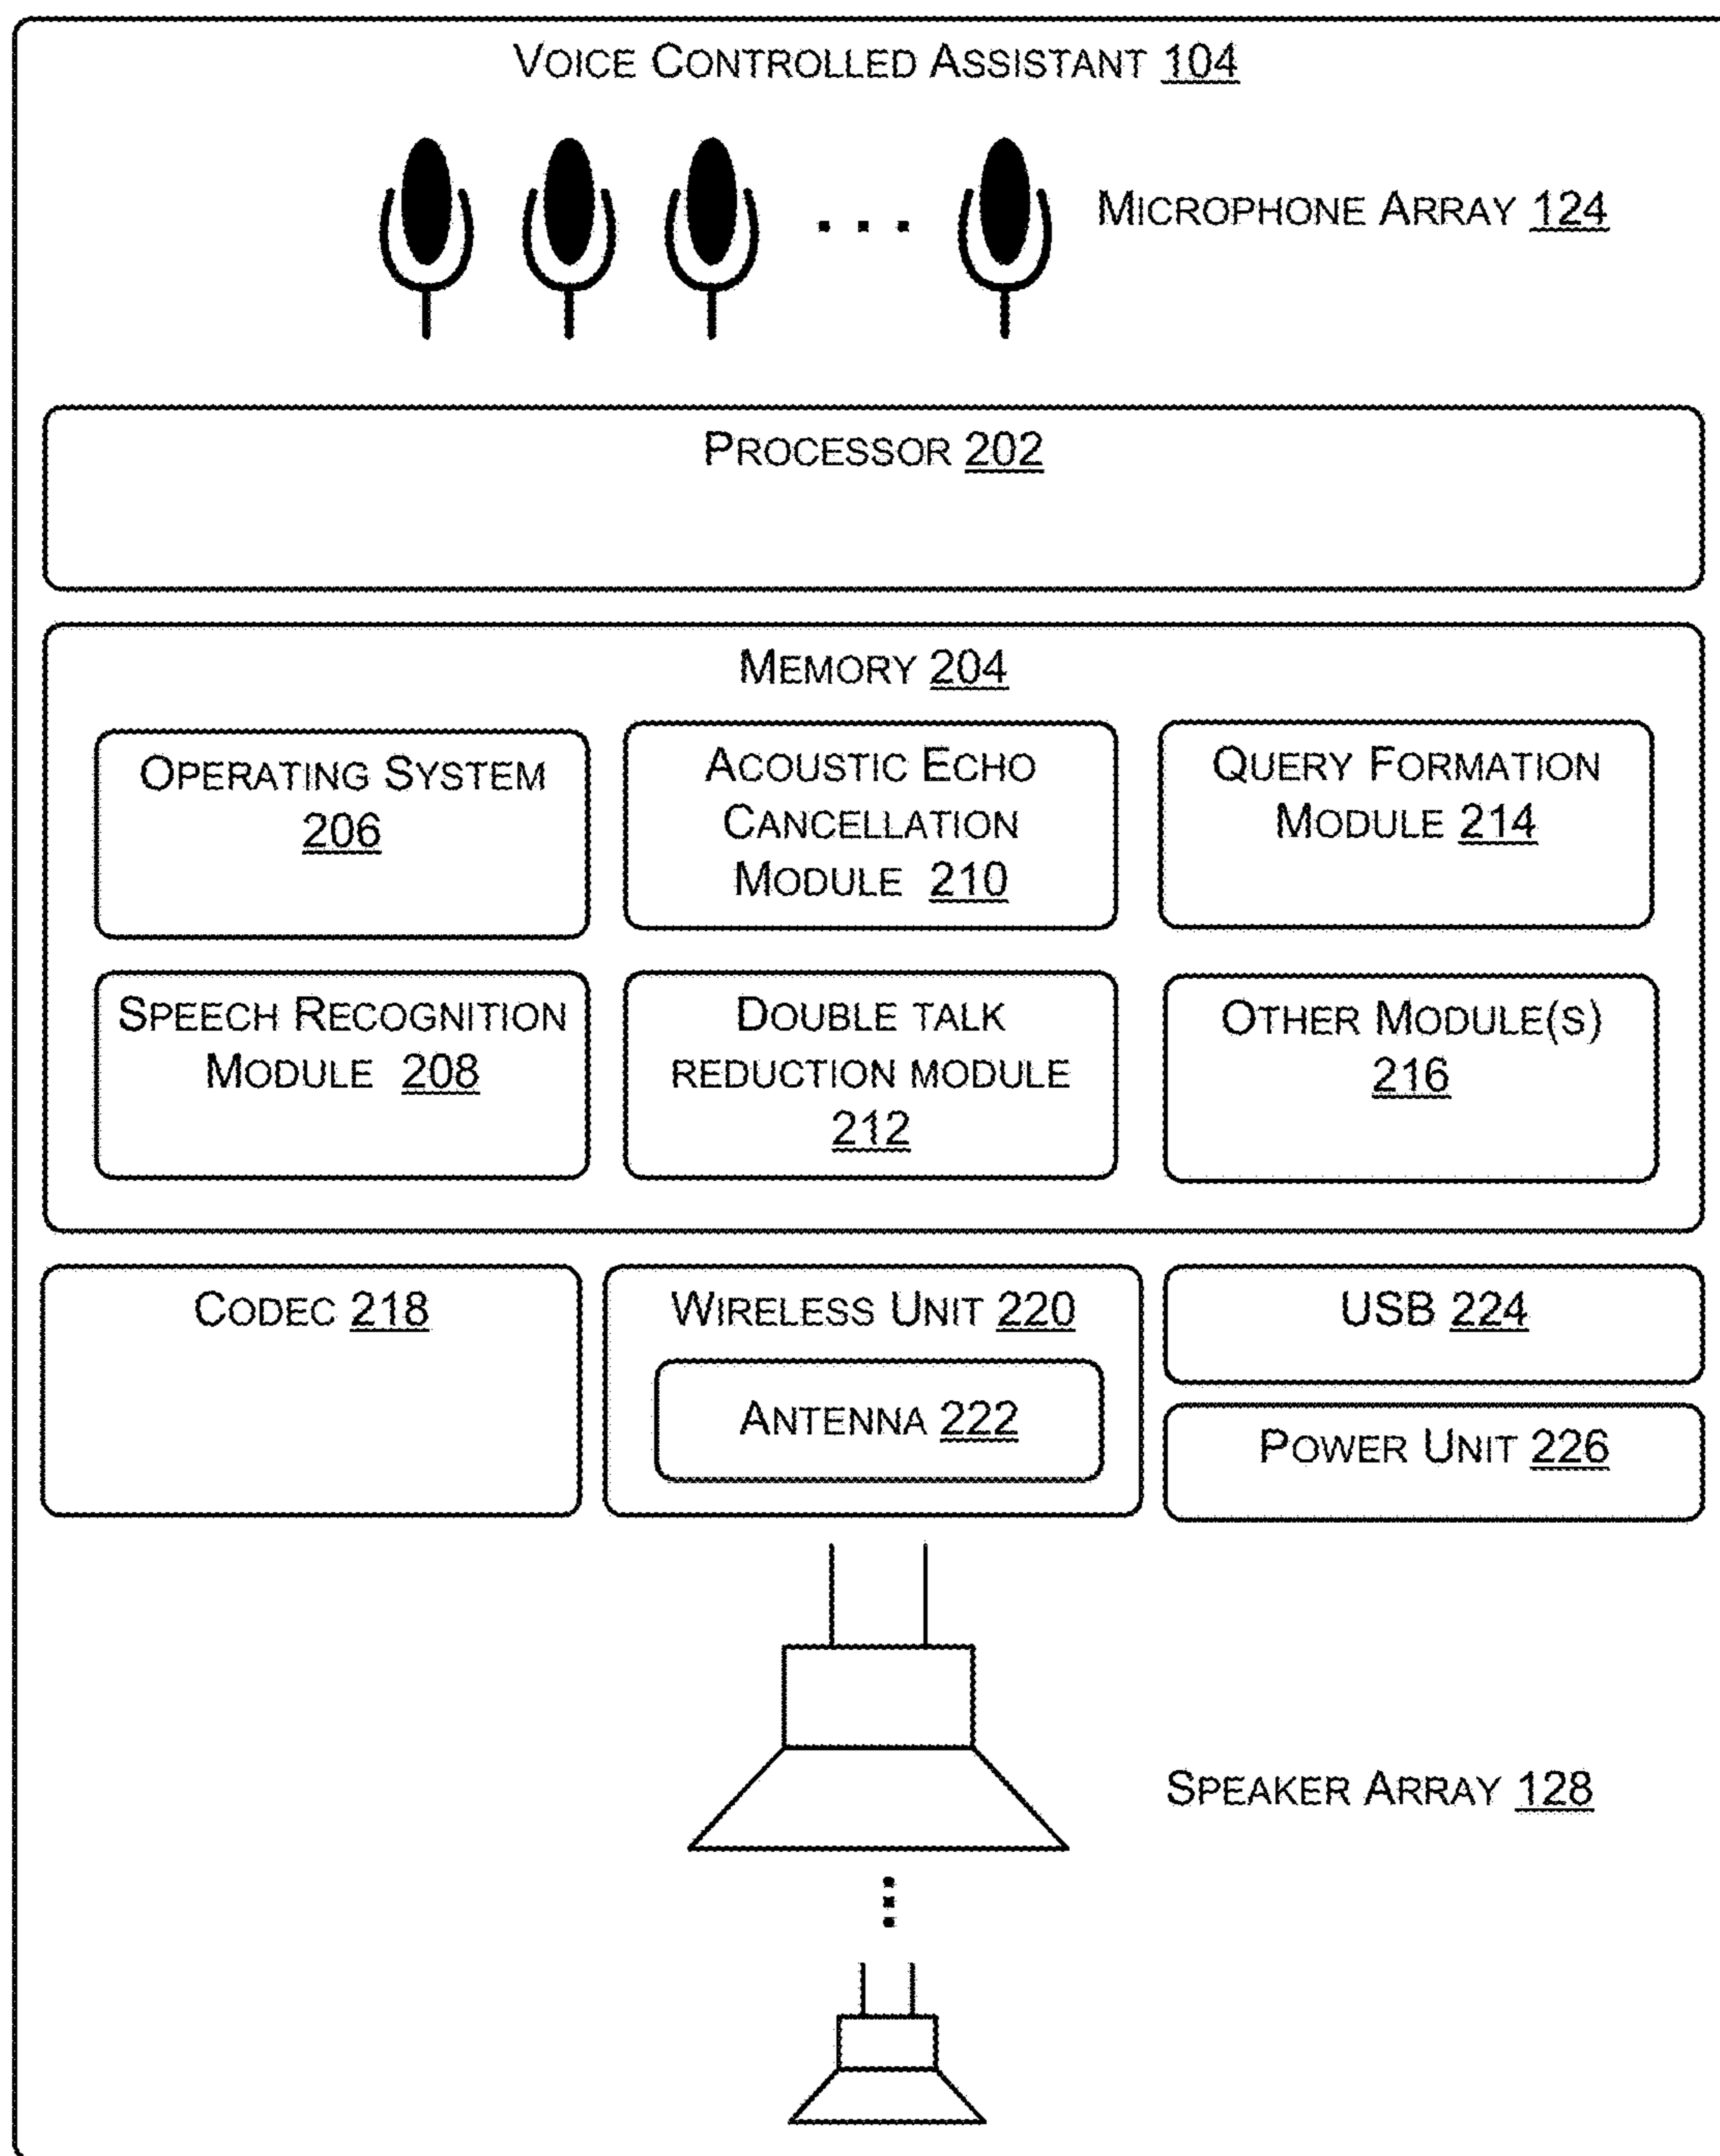 VOICE CONTROLLED ASSISTANT 104
MICROPHONE ARRAY 124
PROCESSOR 202
MEMORY 204
OPERATING SYSTEM
206
ACOUSTIC ECHO
CANCELLATION
MODULE 210
QUERY FORMATION
MODULE 214
SPEECH RECOGNITION
MODULE 208
DOUBLE TALK
REDUCTION MODULE
212
OTHER MODULE(S)
216
CODEC 218
WIRELESS UNIT 220
ANTENNA 222
USB 224
POWER UNIT 226
SPEAKER ARRAY 128